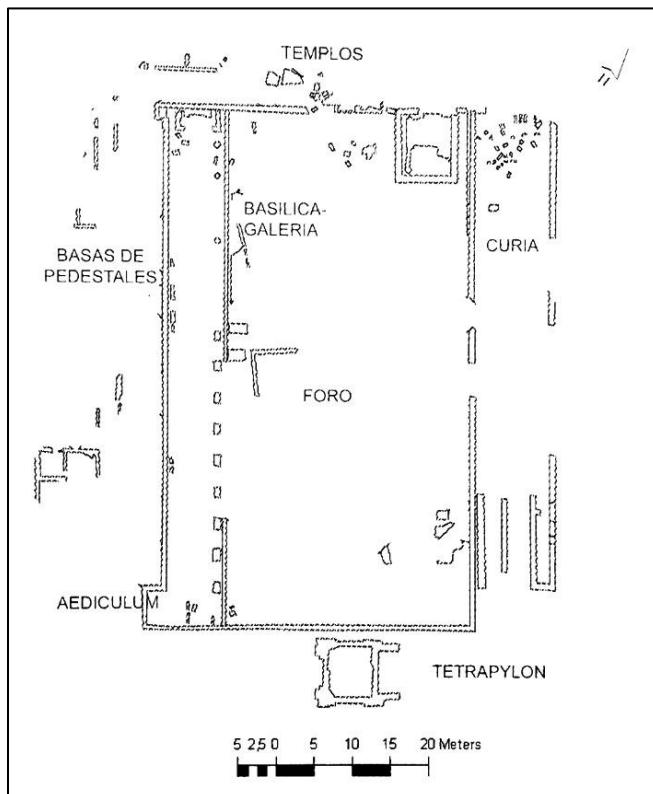 TEMPLOS
BASILICA-
GALERIA
CURIA
BASAS DE
PEDESTALES
FORO
AEDICULUM
TETRAPYLON
5 2,5 0 5 10 15 20 Meters